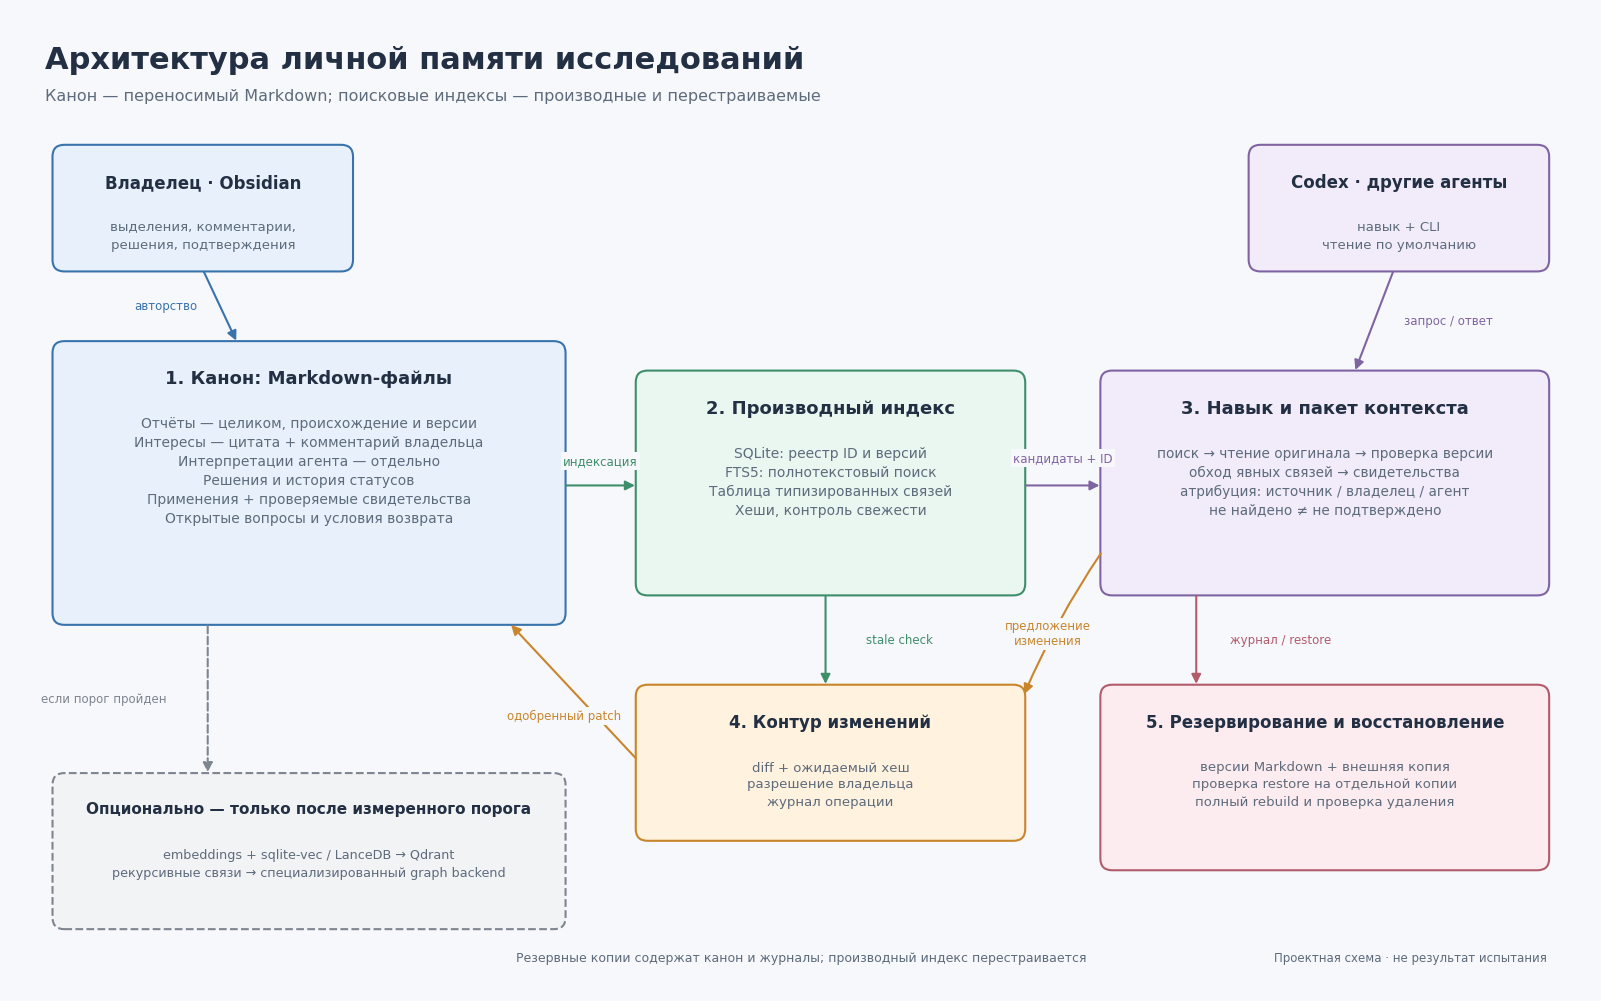 Архитектура личной памяти исследований
Канон — переносимый Markdown; поисковые индексы — производные и перестраиваемые
Владелец · Obsidian
выделения, комментарии,
решения, подтверждения
Codex · другие агенты
навык + CLI
чтение по умолчанию
авторство
запрос / ответ
1. Канон: Markdown-файлы
Отчёты — целиком, происхождение и версии
Интересы — цитата + комментарий владельца
Интерпретации агента — отдельно
Решения и история статусов
Применения + проверяемые свидетельства
Открытые вопросы и условия возврата
индексация
2. Производный индекс
SQLite: реестр ID и версий
FTS5: полнотекстовый поиск
Таблица типизированных связей
Хеши, контроль свежести
кандидаты + ID
3. Навык и пакет контекста
поиск → чтение оригинала → проверка версии
обход явных связей → свидетельства
атрибуция: источник / владелец / агент
не найдено ≠ не подтверждено
если порог пройден
одобренный patch
stale check
предложение
изменения
журнал / restore
4. Контур изменений
diff + ожидаемый хеш
разрешение владельца
журнал операции
5. Резервирование и восстановление
версии Markdown + внешняя копия
проверка restore на отдельной копии
полный rebuild и проверка удаления
Опционально — только после измеренного порога
embeddings + sqlite-vec / LanceDB → Qdrant
рекурсивные связи → специализированный graph backend
Резервные копии содержат канон и журналы; производный индекс перестраивается
Проектная схема · не результат испытания